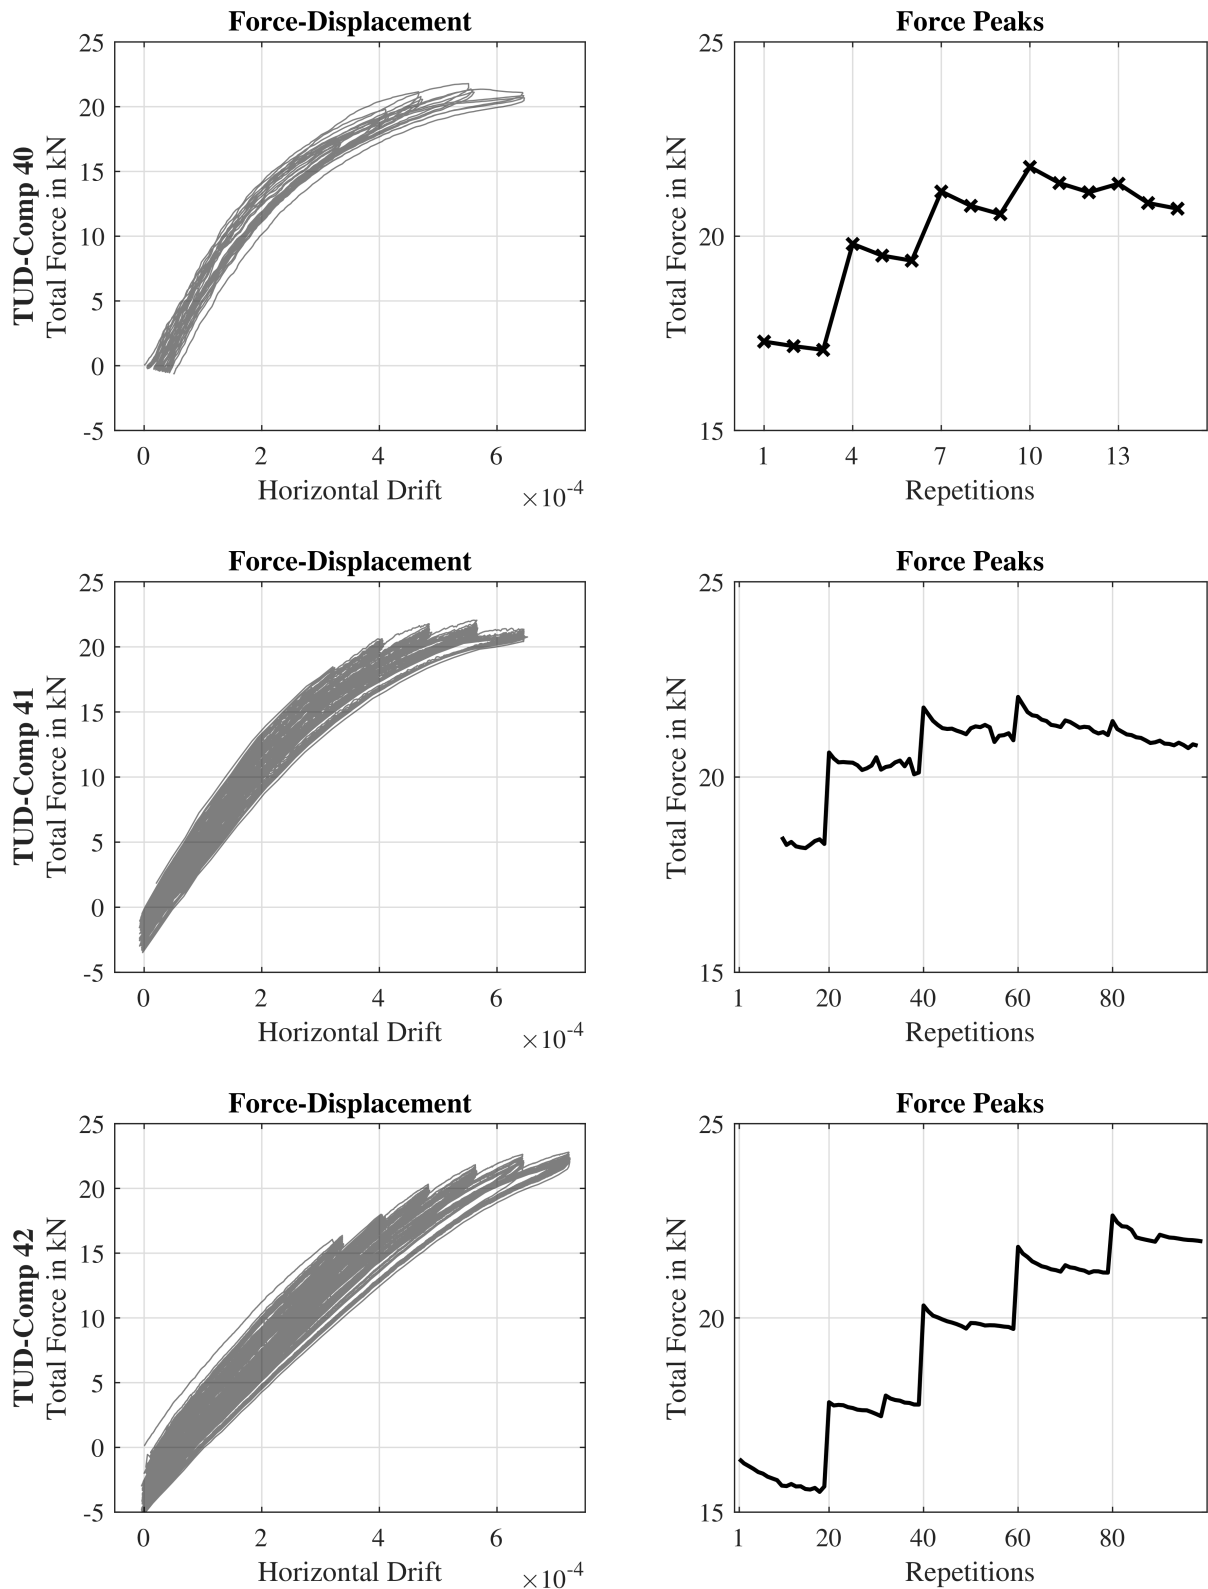 Force-Displacement
TUD-Comp 40
Total Force in kN
25
20
15
10
5
0
-5
0 2 4 6
Horizontal Drift
×10-4
Force Peaks
Total Force in kN
25
20
15
1 4 7 10 13
Repetitions
Force-Displacement
TUD-Comp 41
Total Force in kN
25
20
15
10
5
0
-5
0 2 4 6
Horizontal Drift
×10-4
Force Peaks
Total Force in kN
25
20
15
1 20 40 60 80
Repetitions
Force-Displacement
TUD-Comp 42
Total Force in kN
25
20
15
10
5
0
-5
0 2 4 6
Horizontal Drift
×10-4
Force Peaks
Total Force in kN
25
20
15
1 20 40 60 80
Repetitions